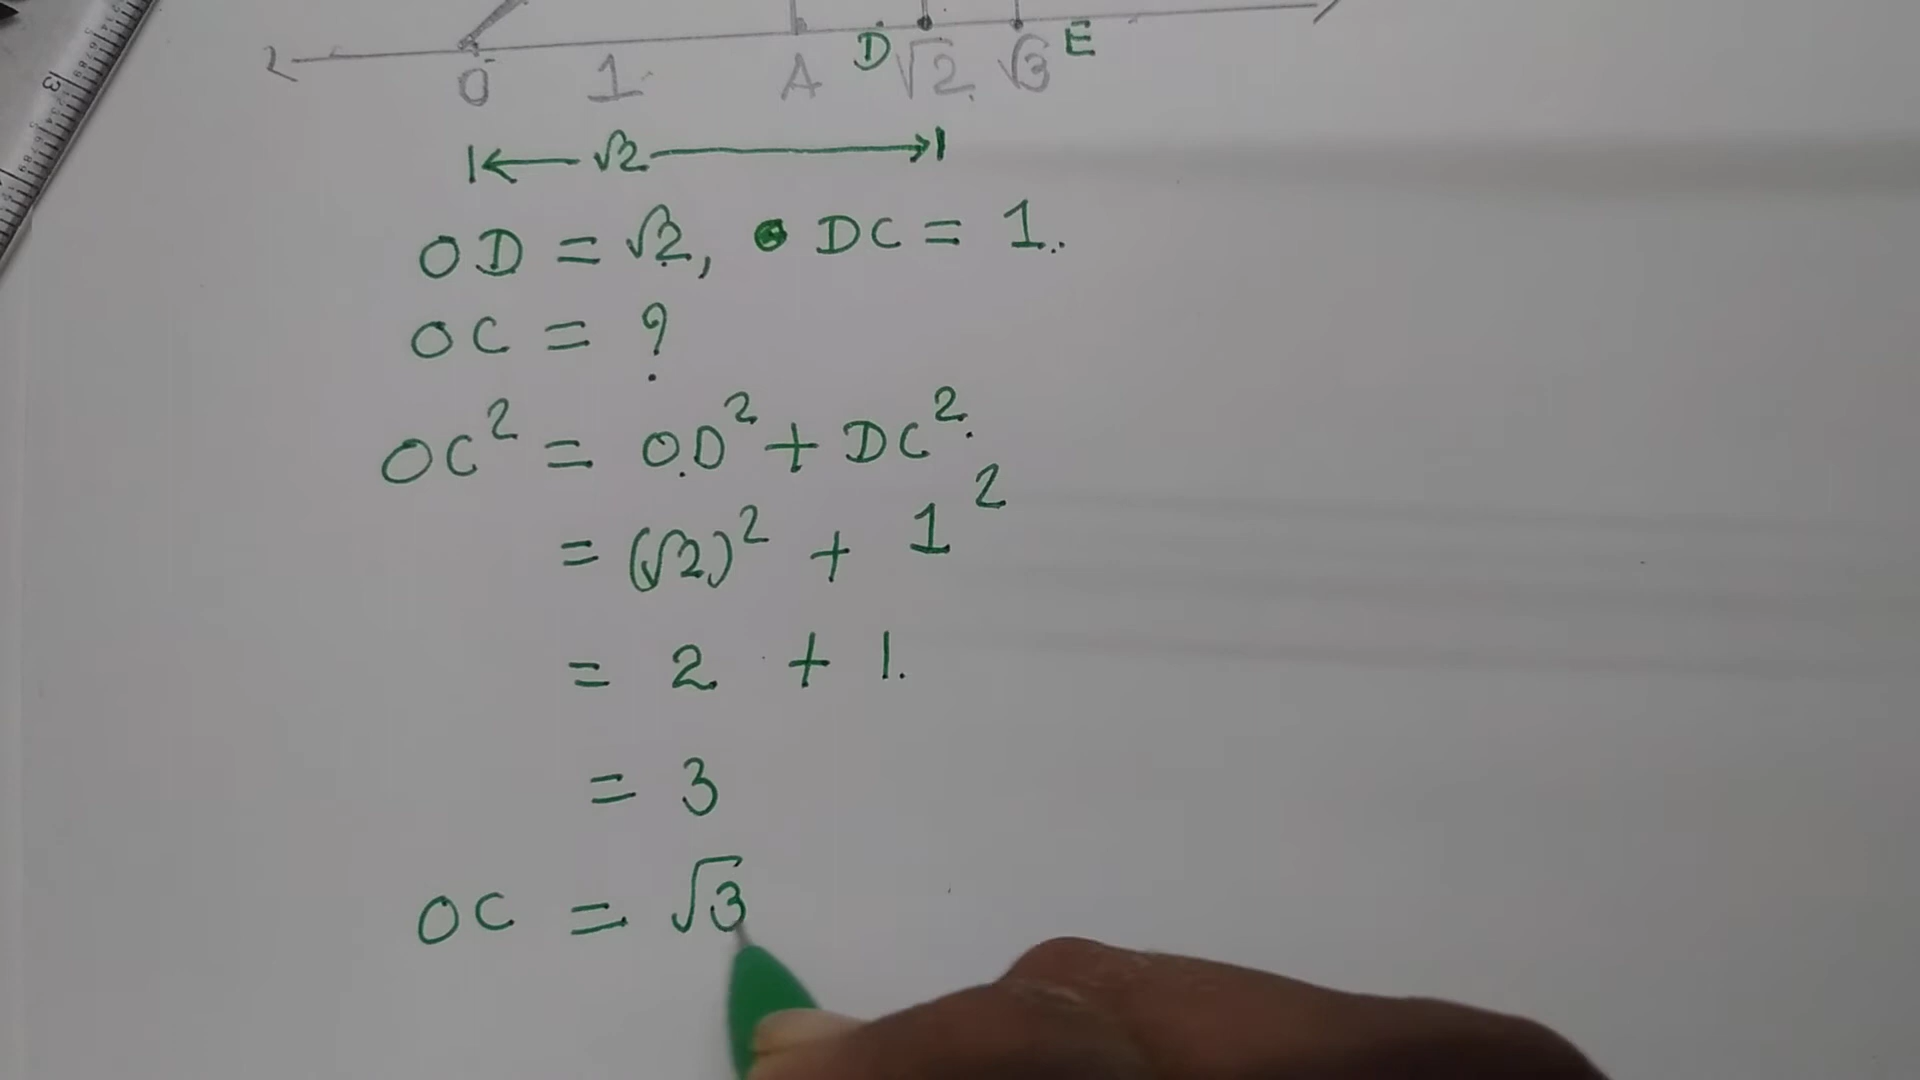 0 1 A D √2 √3 E
√2
OD = √2, DC = 1.
OC = ?
OC² = OD² + DC².
= (√2)² + 1²
= 2 + 1.
= 3
OC = √3